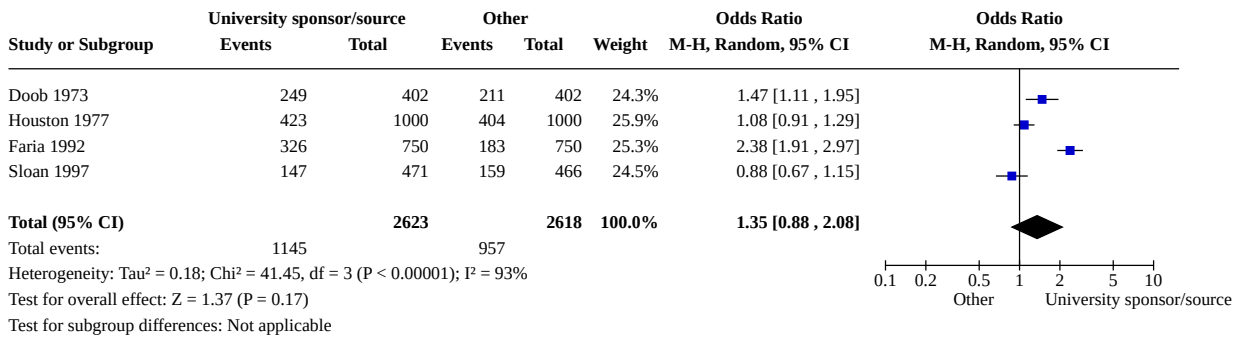 University sponsor/source Other Odds Ratio Odds Ratio
Study or Subgroup Events Total Events Total Weight M-H, Random, 95% CI M-H, Random, 95% CI
Doob 1973 249 402 211 402 24.3% 1.47 [1.11 , 1.95]
Houston 1977 423 1000 404 1000 25.9% 1.08 [0.91 , 1.29]
Faria 1992 326 750 183 750 25.3% 2.38 [1.91 , 2.97]
Sloan 1997 147 471 159 466 24.5% 0.88 [0.67 , 1.15]
Total (95% CI) 2623 2618 100.0% 1.35 [0.88 , 2.08]
Total events: 1145 957
Heterogeneity: Tau² = 0.18; Chi² = 41.45, df = 3 (P < 0.00001); I² = 93%
0.1 0.2 0.5 1 2 5 10
Test for overall effect: Z = 1.37 (P = 0.17) Other University sponsor/source
Test for subgroup differences: Not applicable